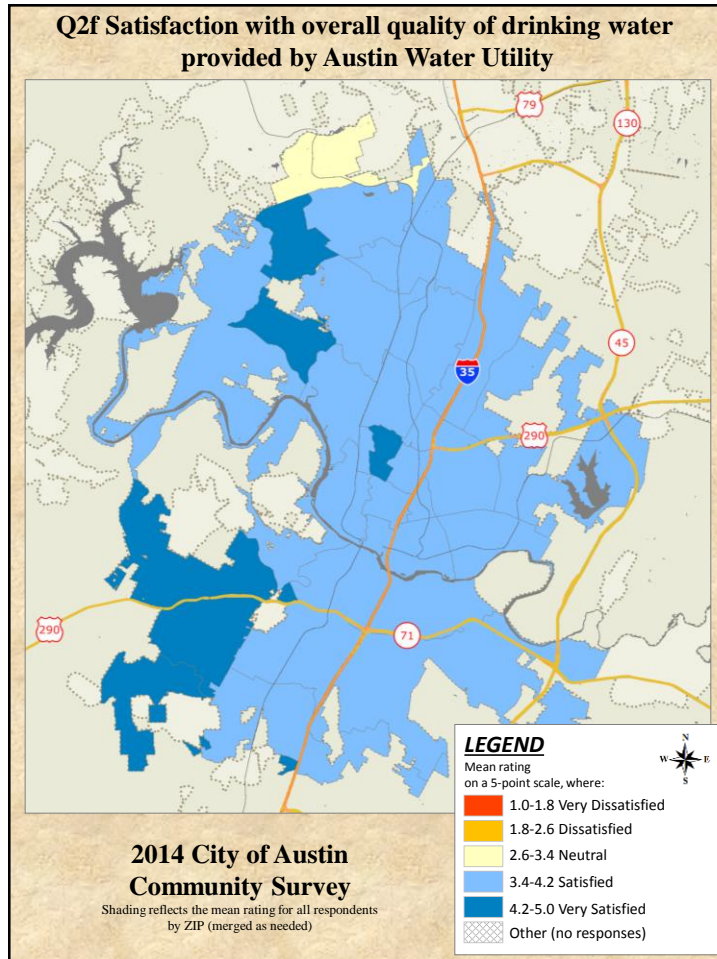 Q2f Satisfaction with overall quality of drinking water
provided by Austin Water Utility
79
130
45
35
290
290
71
LEGEND
Mean rating
on a 5-point scale, where:
N
W
E
S
1.0-1.8 Very Dissatisfied
1.8-2.6 Dissatisfied
2.6-3.4 Neutral
3.4-4.2 Satisfied
4.2-5.0 Very Satisfied
Other (no responses)
2014 City of Austin
Community Survey
Shading reflects the mean rating for all respondents
by ZIP (merged as needed)